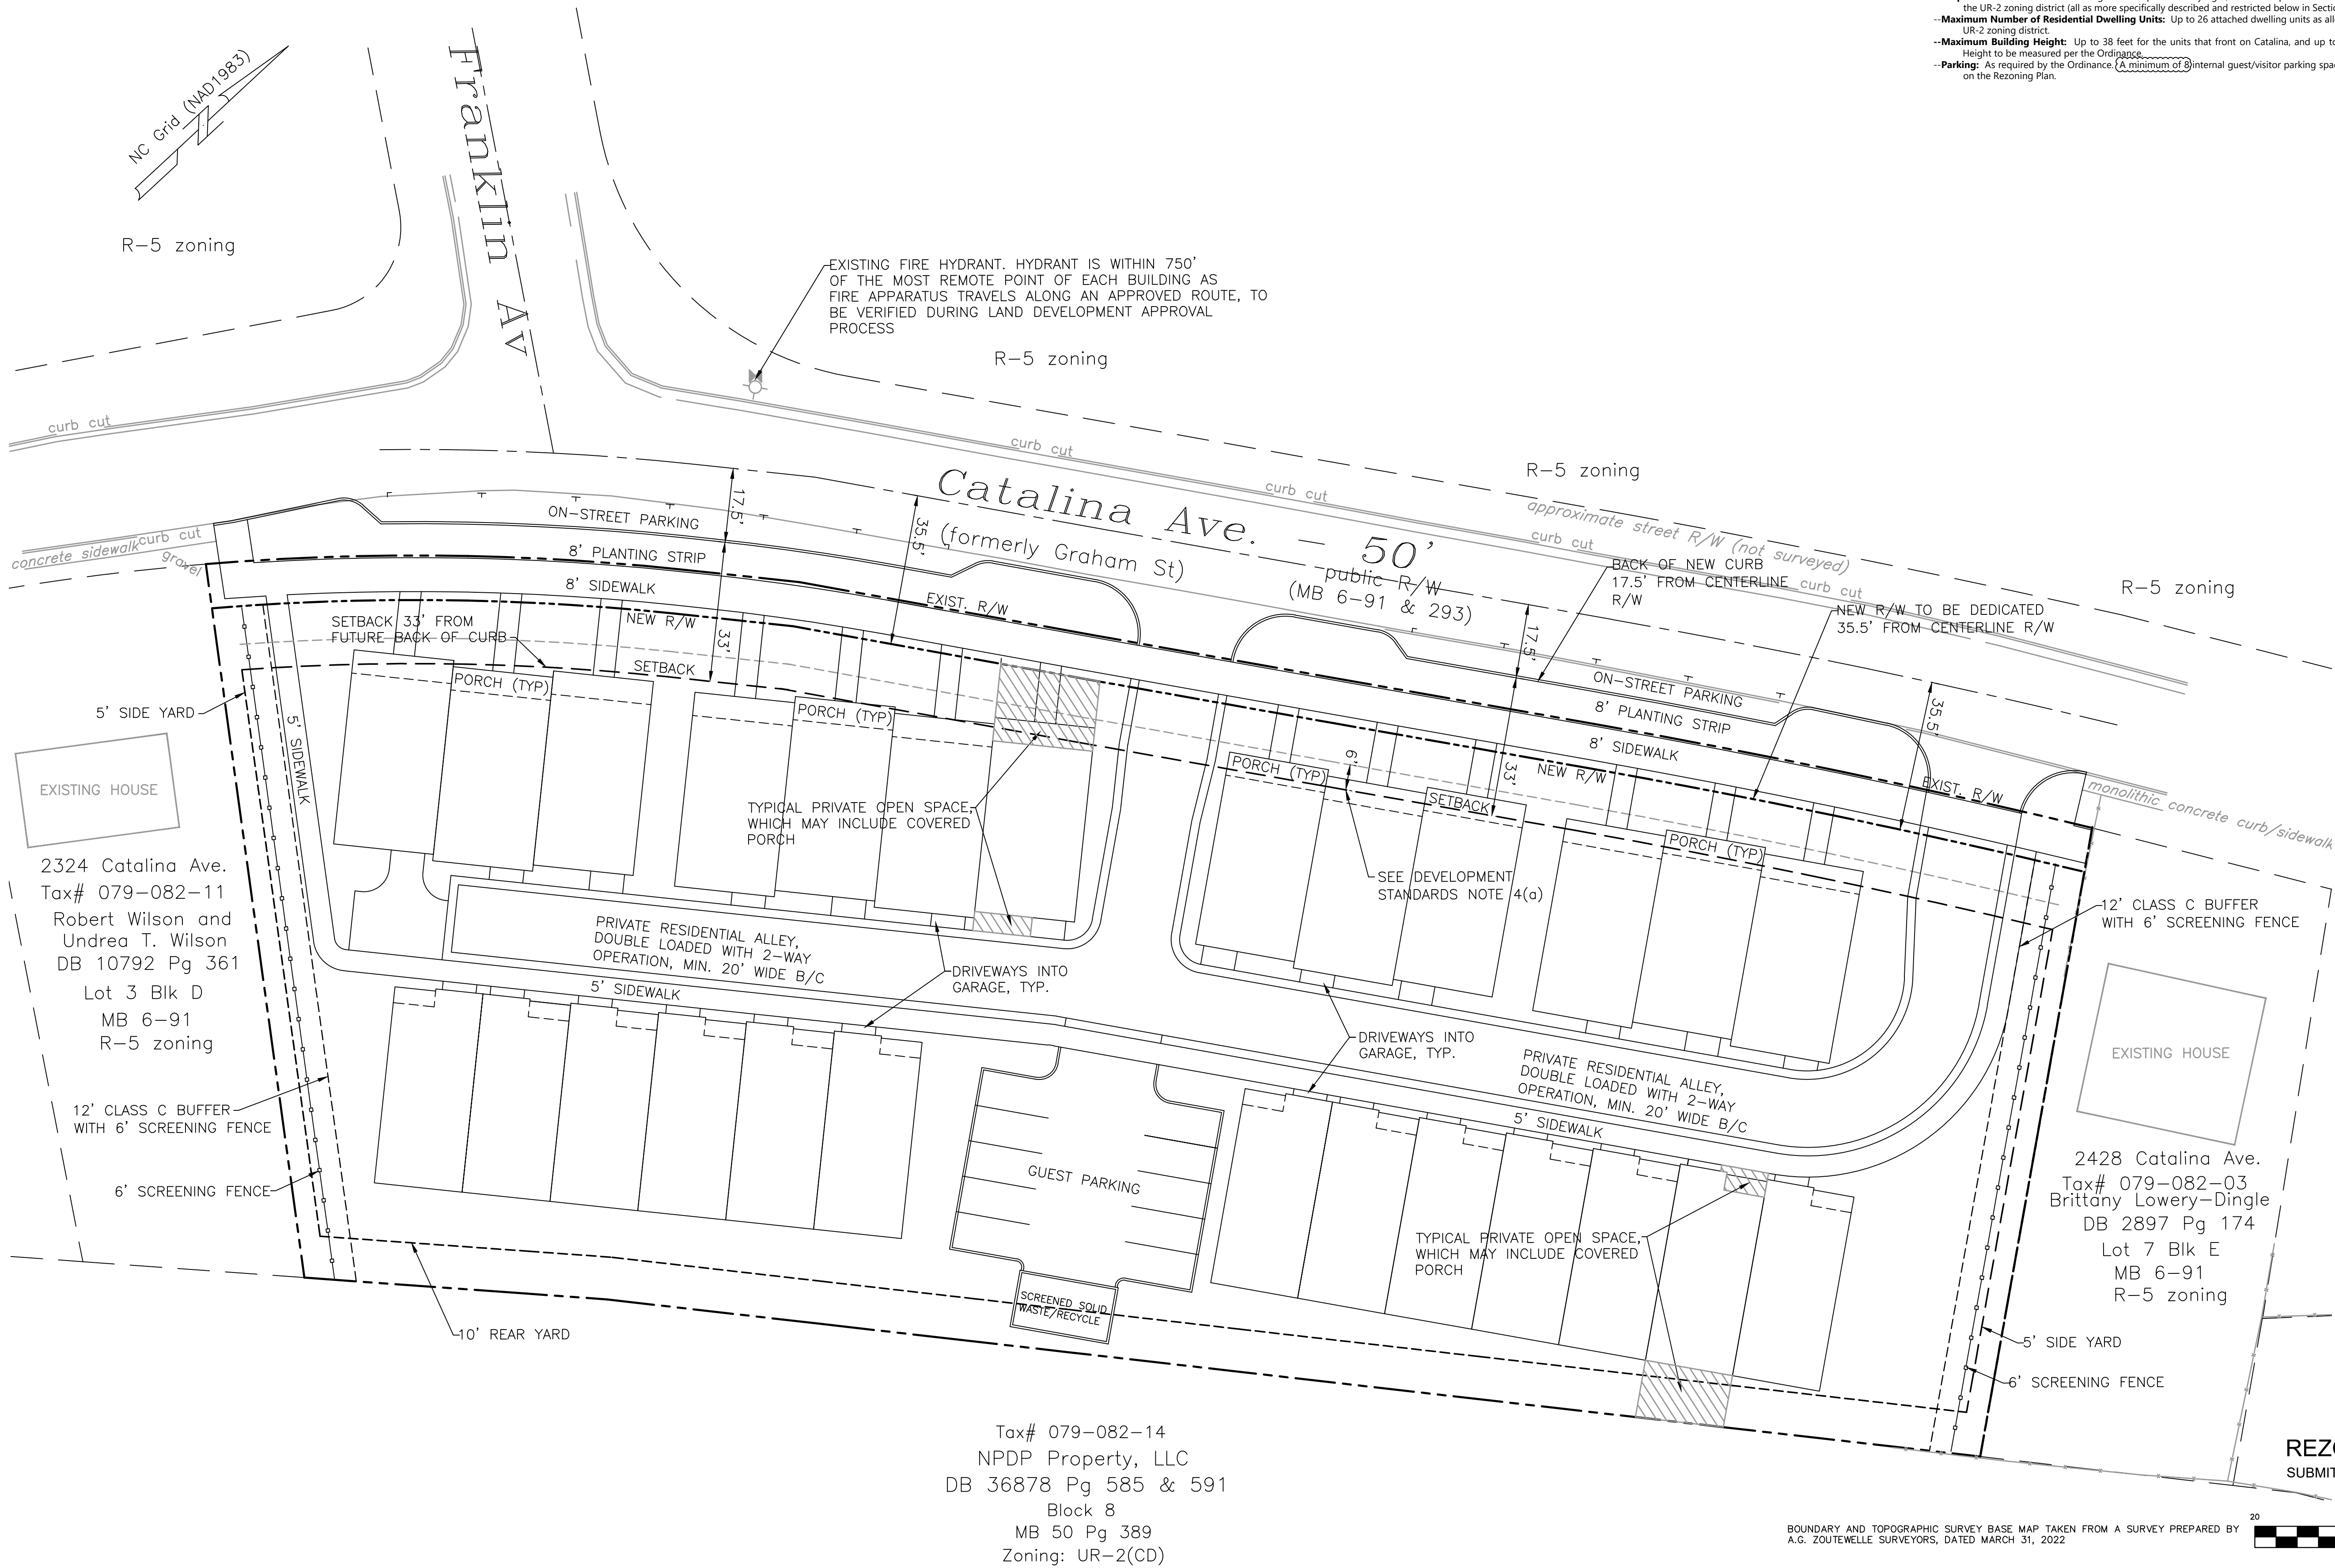 the UR-2 zoning district (all as more specifically described and restricted below in Sectio
--Maximum Number of Residential Dwelling Units: Up to 26 attached dwelling units as all
UR-2 zoning district.
--Maximum Building Height: Up to 38 feet for the units that front on Catalina, and up to
Height to be measured per the Ordinance.
--Parking: As required by the Ordinance. A minimum of 8 internal guest/visitor parking spac
on the Rezoning Plan.
NC Grid (NAD1983)
N
Franklin Av
R-5 zoning
EXISTING FIRE HYDRANT. HYDRANT IS WITHIN 750'
OF THE MOST REMOTE POINT OF EACH BUILDING AS
FIRE APPARATUS TRAVELS ALONG AN APPROVED ROUTE, TO
BE VERIFIED DURING LAND DEVELOPMENT APPROVAL
PROCESS
R-5 zoning
R-5 zoning
R-5 zoning
curb cut
curb cut
curb cut
curb cut
curb cut
curb cut
approximate street R/W (not surveyed)
Catalina Ave. - 50'
(formerly Graham St)
public R/W
(MB 6-91 & 293)
concrete sidewalk
gravel
ON-STREET PARKING
17.5'
35.5'
8' PLANTING STRIP
8' SIDEWALK
EXIST. R/W
NEW R/W
SETBACK 33' FROM
FUTURE BACK OF CURB
33'
SETBACK
BACK OF NEW CURB
17.5' FROM CENTERLINE
R/W
NEW R/W TO BE DEDICATED
35.5' FROM CENTERLINE R/W
17.5'
ON-STREET PARKING
8' PLANTING STRIP
8' SIDEWALK
35.5'
NEW R/W
EXIST. R/W
33'
6'
SETBACK
monolithic concrete curb/sidewalk
PORCH (TYP)
PORCH (TYP)
PORCH (TYP)
PORCH (TYP)
5' SIDE YARD
5' SIDEWALK
EXISTING HOUSE
TYPICAL PRIVATE OPEN SPACE,
WHICH MAY INCLUDE COVERED
PORCH
SEE DEVELOPMENT
STANDARDS NOTE 4(a)
12' CLASS C BUFFER
WITH 6' SCREENING FENCE
2324 Catalina Ave.
Tax# 079-082-11
Robert Wilson and
Undrea T. Wilson
DB 10792 Pg 361
Lot 3 Blk D
MB 6-91
R-5 zoning
PRIVATE RESIDENTIAL ALLEY,
DOUBLE LOADED WITH 2-WAY
OPERATION, MIN. 20' WIDE B/C
DRIVEWAYS INTO
GARAGE, TYP.
5' SIDEWALK
DRIVEWAYS INTO
GARAGE, TYP.
PRIVATE RESIDENTIAL ALLEY,
DOUBLE LOADED WITH 2-WAY
OPERATION, MIN. 20' WIDE B/C
5' SIDEWALK
EXISTING HOUSE
12' CLASS C BUFFER
WITH 6' SCREENING FENCE
6' SCREENING FENCE
GUEST PARKING
SCREENED SOLID
WASTE/RECYCLE
TYPICAL PRIVATE OPEN SPACE,
WHICH MAY INCLUDE COVERED
PORCH
2428 Catalina Ave.
Tax# 079-082-03
Brittany Lowery-Dingle
DB 2897 Pg 174
Lot 7 Blk E
MB 6-91
R-5 zoning
10' REAR YARD
5' SIDE YARD
6' SCREENING FENCE
Tax# 079-082-14
NPDP Property, LLC
DB 36878 Pg 585 & 591
Block 8
MB 50 Pg 389
Zoning: UR-2(CD)
REZ
SUBMIT
BOUNDARY AND TOPOGRAPHIC SURVEY BASE MAP TAKEN FROM A SURVEY PREPARED BY
A.G. ZOUTEWELLE SURVEYORS, DATED MARCH 31, 2022
20